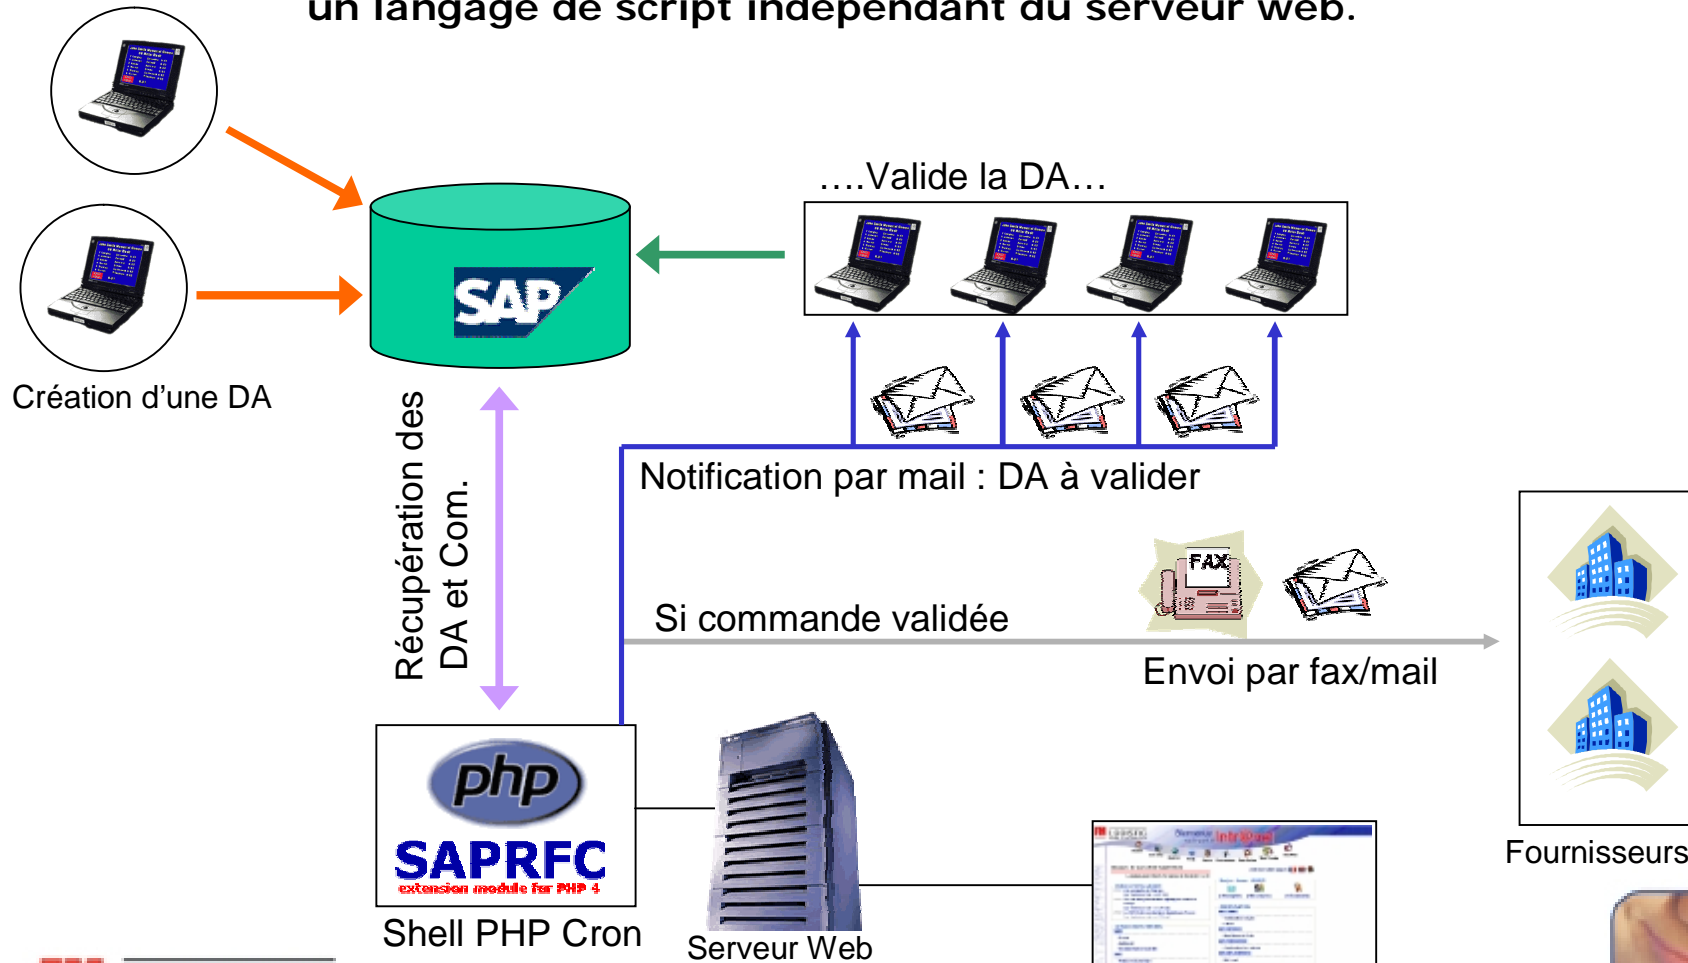 un langage de script indépendant du serveur web.
….Valide la DA…
SAP
Création d’une DA
Récupération des
DA et Com.
Notification par mail : DA à valider
FAX
Si commande validée
Envoi par fax/mail
Fournisseurs
php
SAPRFC
extension module for PHP 4
Shell PHP Cron
Serveur Web